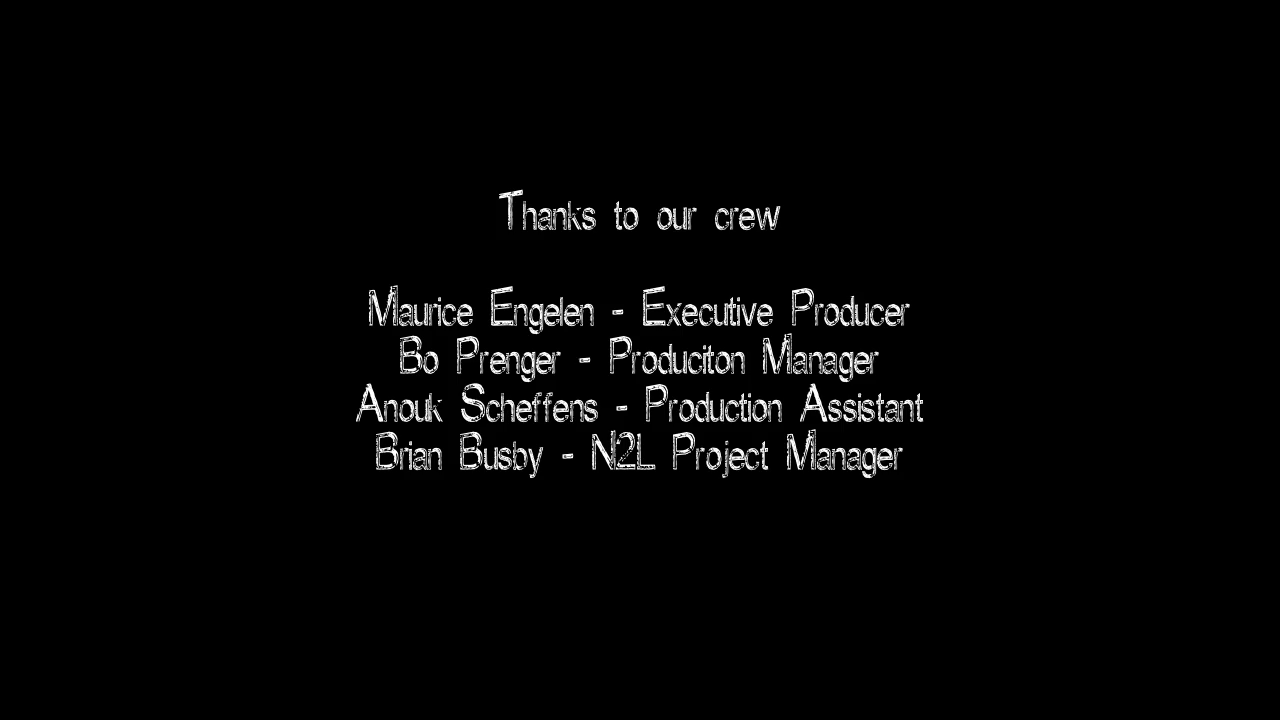 Thanks to our crew
Maurice Engelen - Executive Producer
Bo Prenger - Produciton Manager
Anouk Scheffens - Production Assistant
Brian Busby - N2L Project Manager